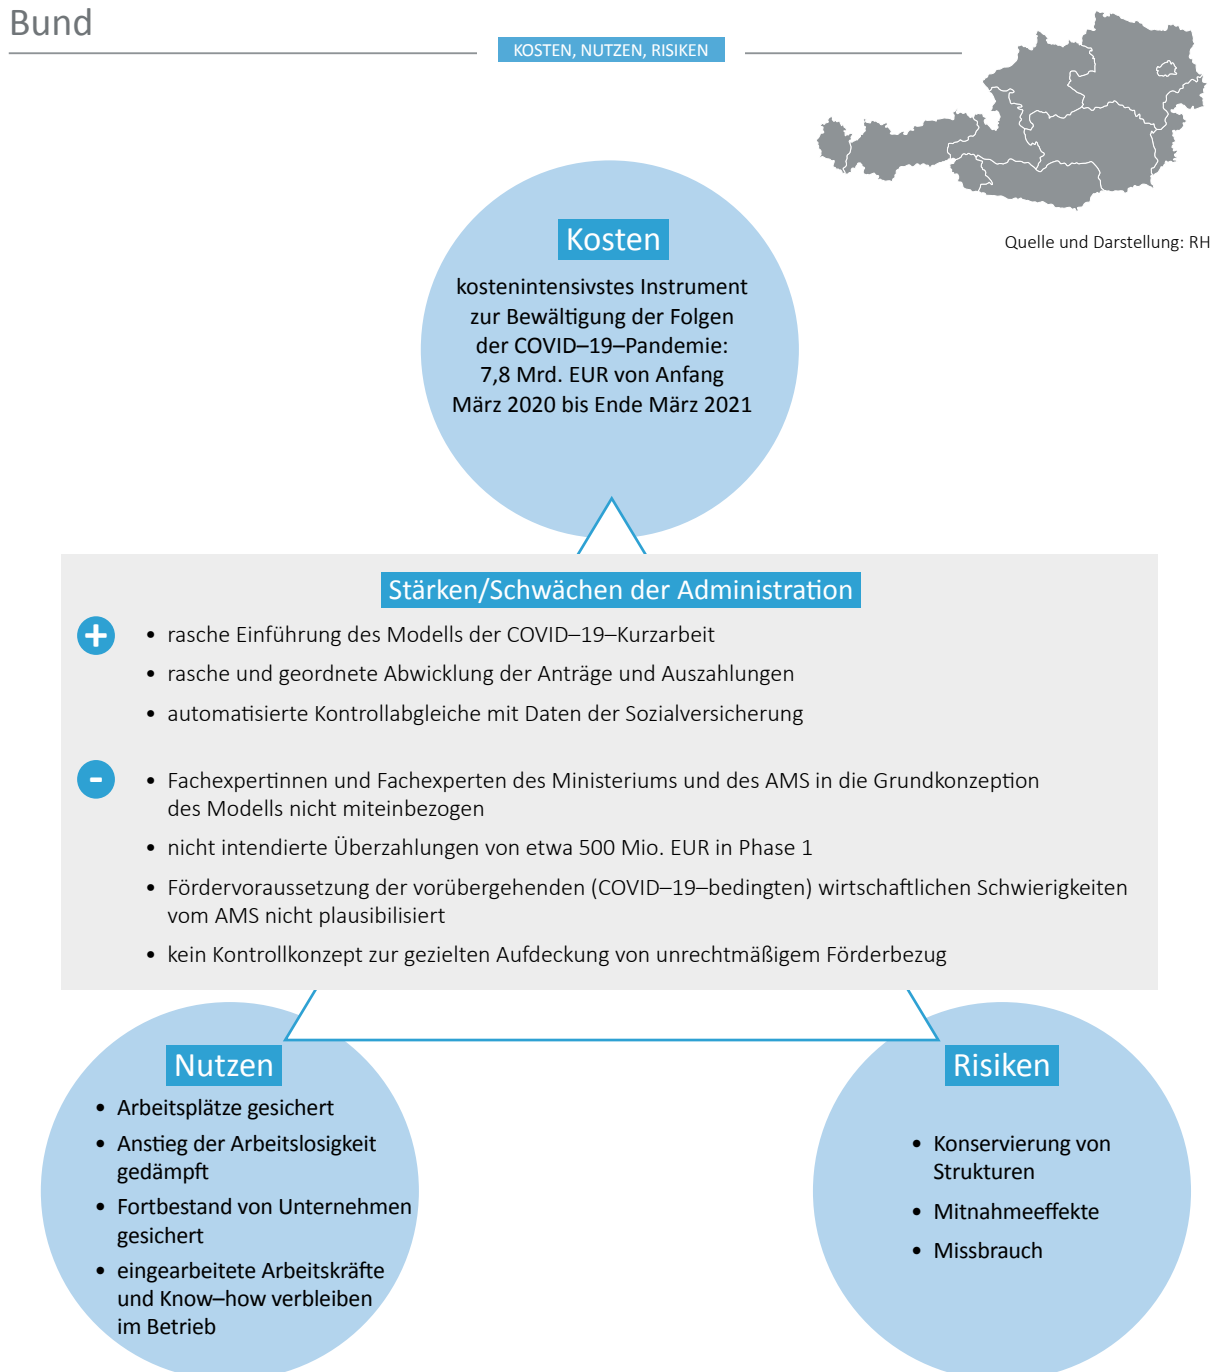 Bund
KOSTEN, NUTZEN, RISIKEN
Quelle und Darstellung: RH
Kosten
kostenintensivstes Instrument
zur Bewältigung der Folgen
der COVID–19–Pandemie:
7,8 Mrd. EUR von Anfang
März 2020 bis Ende März 2021
Stärken/Schwächen der Administration
+
• rasche Einführung des Modells der COVID–19–Kurzarbeit
• rasche und geordnete Abwicklung der Anträge und Auszahlungen
• automatisierte Kontrollabgleiche mit Daten der Sozialversicherung
-
• Fachexpertinnen und Fachexperten des Ministeriums und des AMS in die Grundkonzeption
des Modells nicht miteinbezogen
• nicht intendierte Überzahlungen von etwa 500 Mio. EUR in Phase 1
• Fördervoraussetzung der vorübergehenden (COVID–19–bedingten) wirtschaftlichen Schwierigkeiten
vom AMS nicht plausibilisiert
• kein Kontrollkonzept zur gezielten Aufdeckung von unrechtmäßigem Förderbezug
Nutzen
• Arbeitsplätze gesichert
• Anstieg der Arbeitslosigkeit
gedämpft
• Fortbestand von Unternehmen
gesichert
• eingearbeitete Arbeitskräfte
und Know–how verbleiben
im Betrieb
Risiken
• Konservierung von
Strukturen
• Mitnahmeeffekte
• Missbrauch